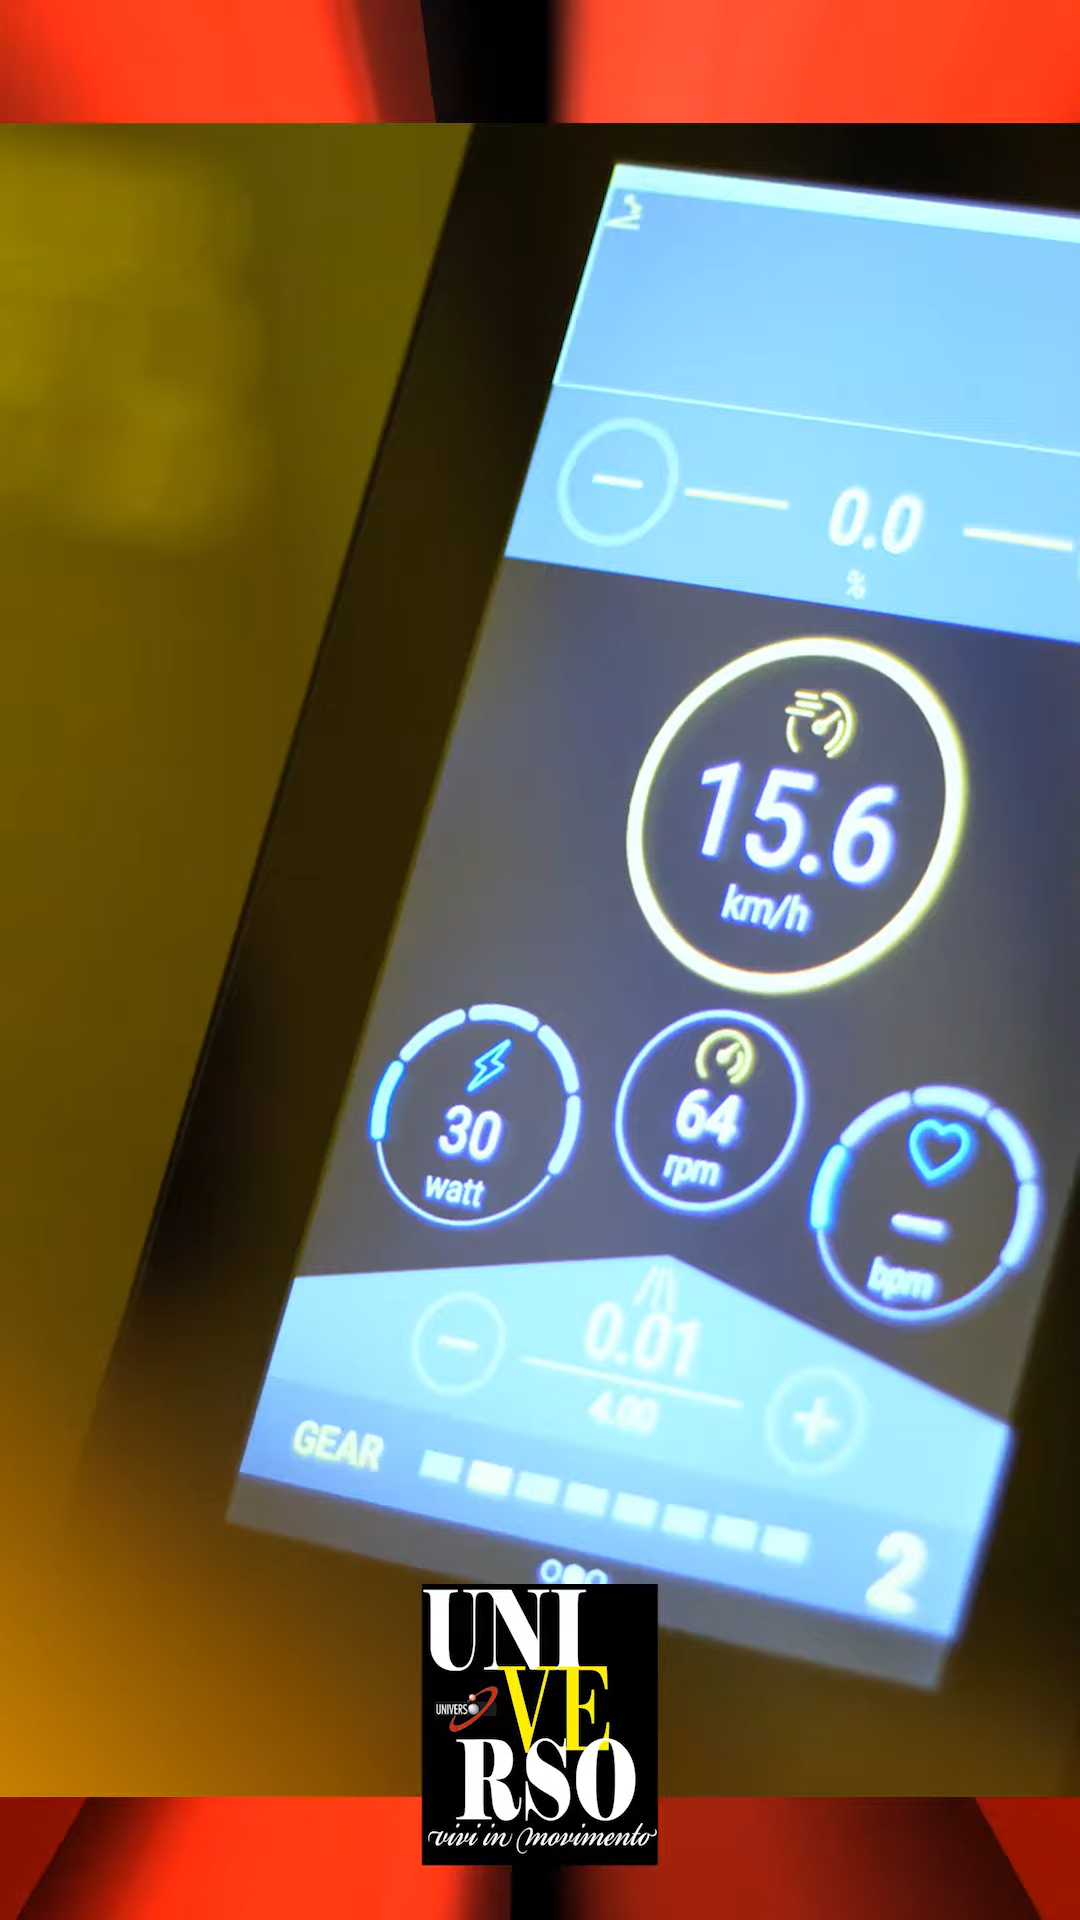 0.0
%
15.6
km/h
30
watt
64
rpm
bpm
0.01
4.00
GEAR
2
UNI
VE
UNIVERSO
RSO
vivi in movimento